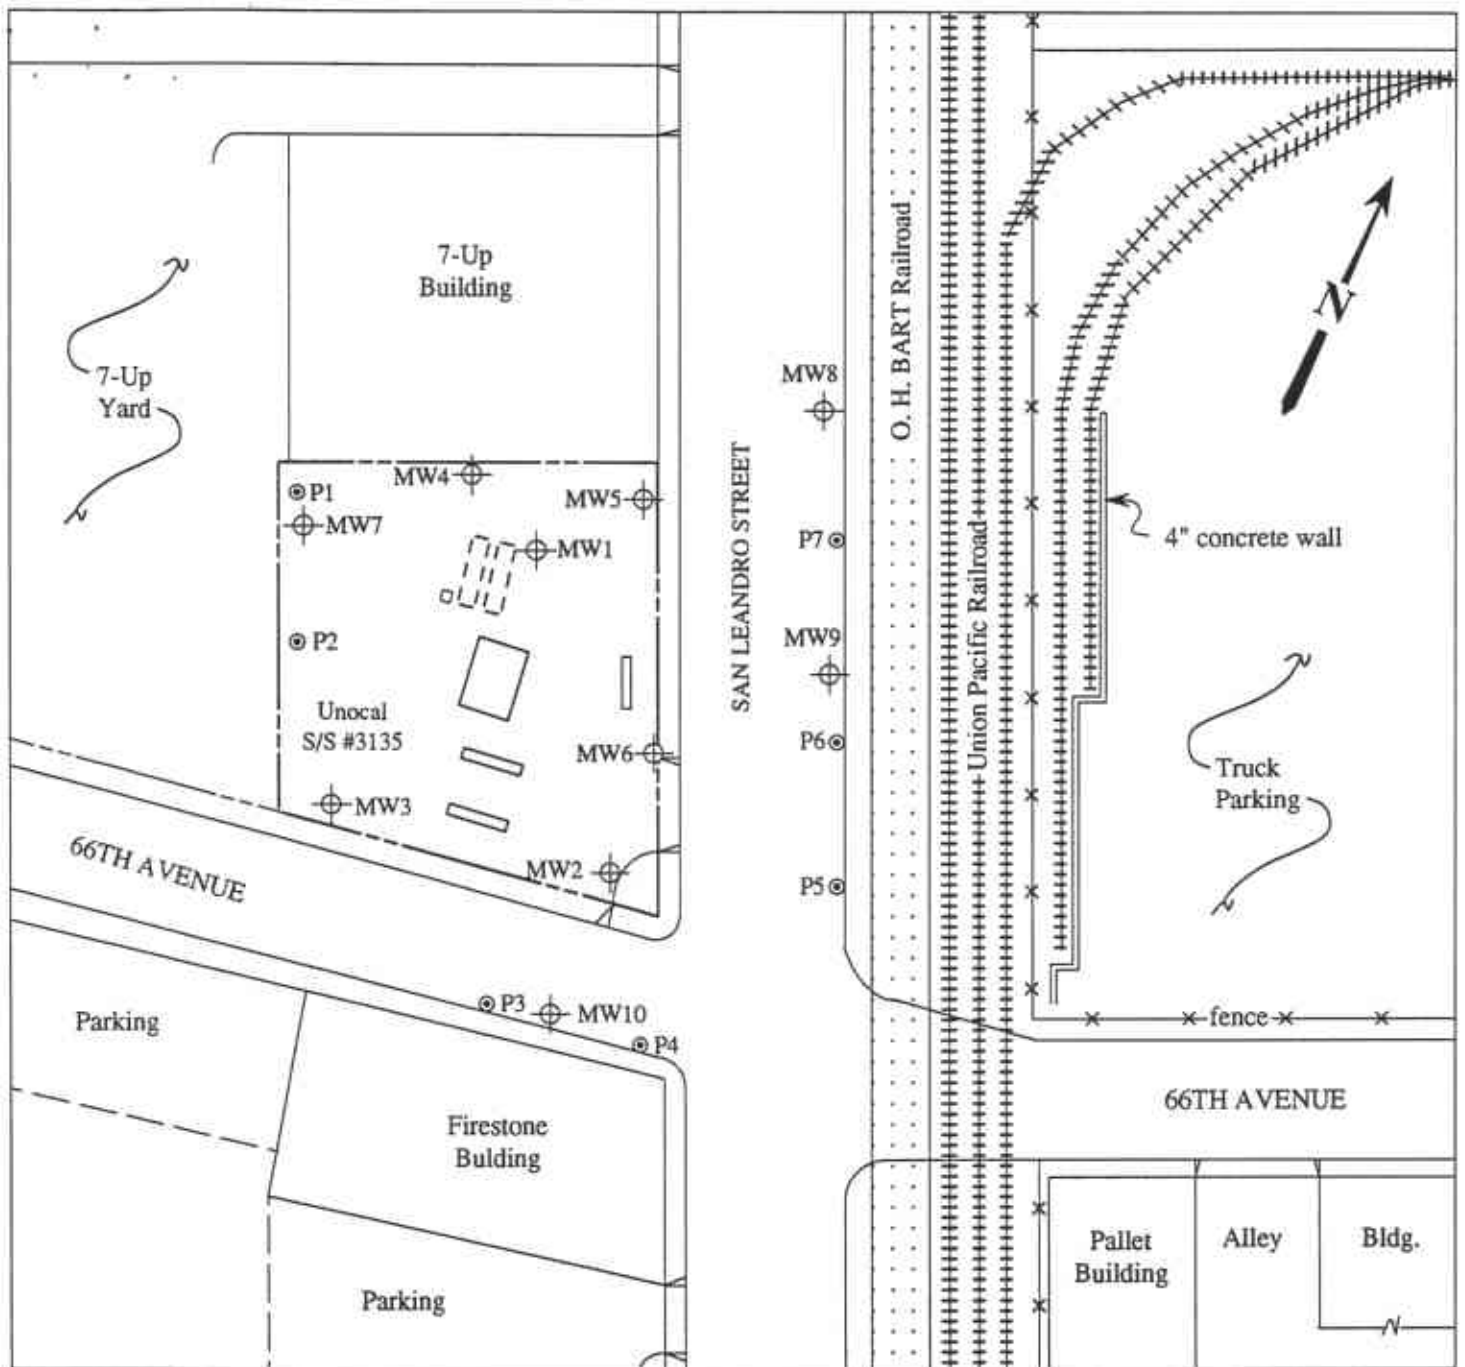 7-Up
Building
7-Up
Yard
O. H. BART Railroad
N
MW8
SAN LEANDRO STREET
MW4
MW5
P1
MW7
MW1
P7
Union Pacific Railroad
4" concrete wall
P2
MW9
Unocal
S/S #3135
MW6
P6
Truck
Parking
MW3
66TH AVENUE
MW2
P5
P3
MW10
P4
Parking
fence
66TH AVENUE
Firestone
Bulding
Pallet
Building
Alley
Bldg.
Parking